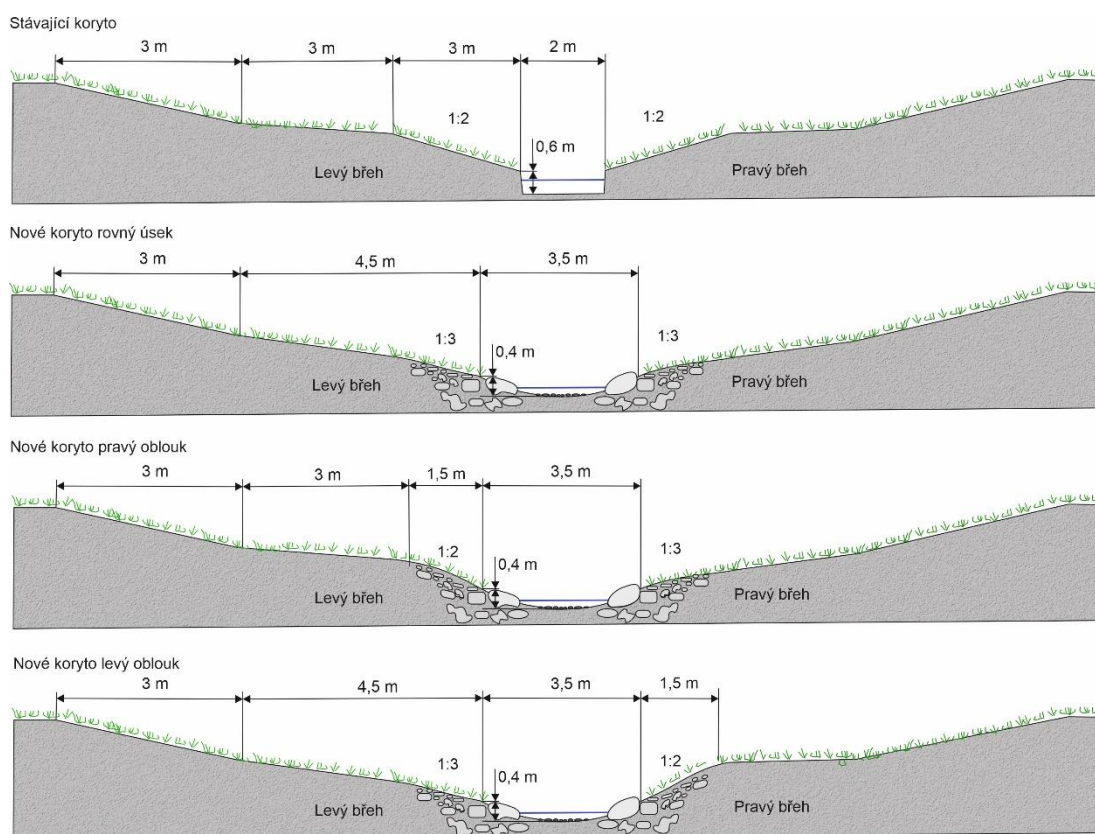 Stávající koryto
3 m 3 m 3 m 2 m
1:2 1:2
0,6 m
Levý břeh Pravý břeh
Nové koryto rovný úsek
3 m 4,5 m 3,5 m
1:3 1:3
0,4 m
Levý břeh Pravý břeh
Nové koryto pravý oblouk
3 m 3 m 1,5 m 3,5 m
1:2 1:3
0,4 m
Levý břeh Pravý břeh
Nové koryto levý oblouk
3 m 4,5 m 3,5 m 1,5 m
1:3 1:2
0,4 m
Levý břeh Pravý břeh